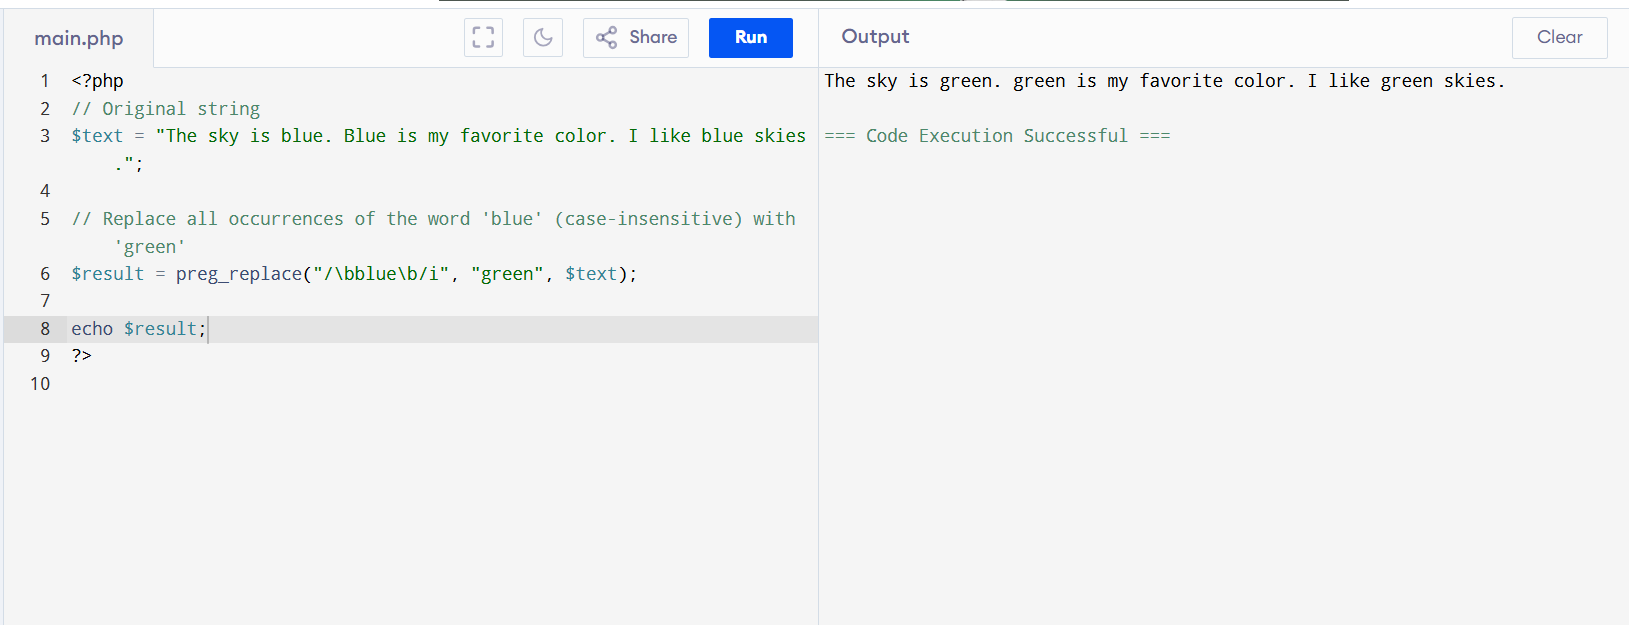 main.php
Share
Run
Output
Clear
1 <?php
2 // Original string
3 $text = "The sky is blue. Blue is my favorite color. I like blue skies
.";
4
5 // Replace all occurrences of the word 'blue' (case-insensitive) with
'green'
6 $result = preg_replace("/\bblue\b/i", "green", $text);
7
8 echo $result;
9 ?>
10
The sky is green. green is my favorite color. I like green skies.
=== Code Execution Successful ===